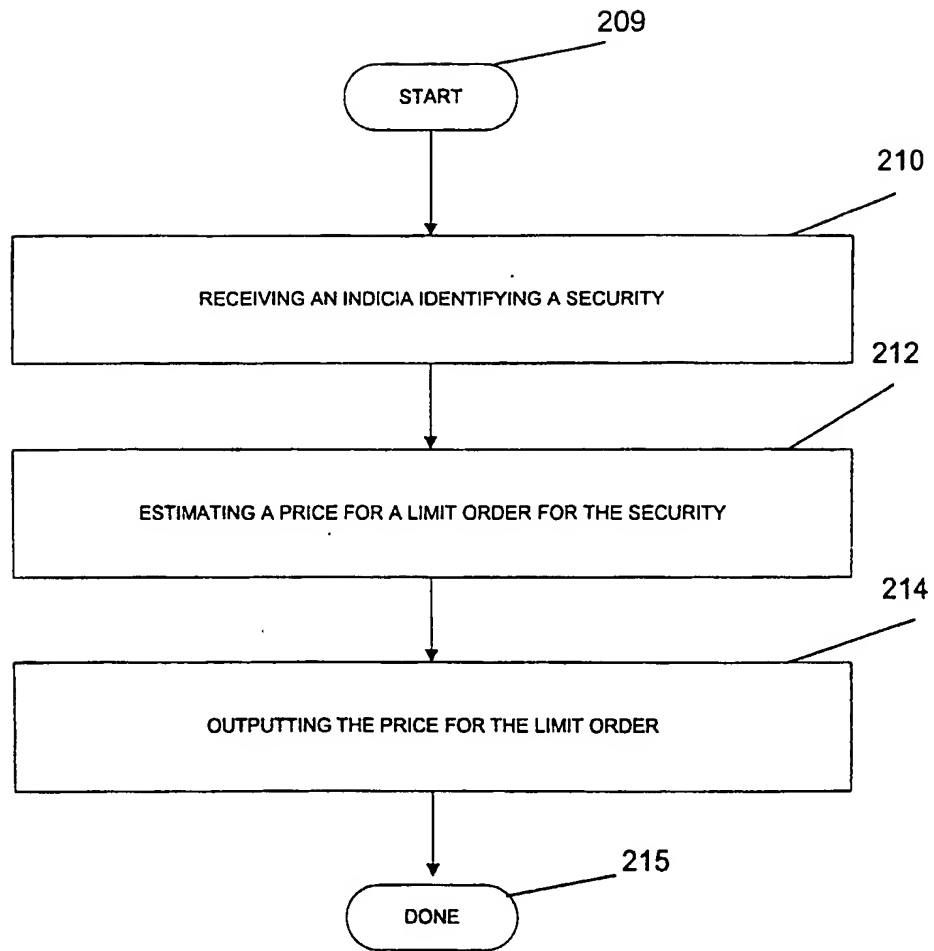 209
START
210
RECEIVING AN INDICIA IDENTIFYING A SECURITY
212
ESTIMATING A PRICE FOR A LIMIT ORDER FOR THE SECURITY
214
OUTPUTTING THE PRICE FOR THE LIMIT ORDER
215
DONE